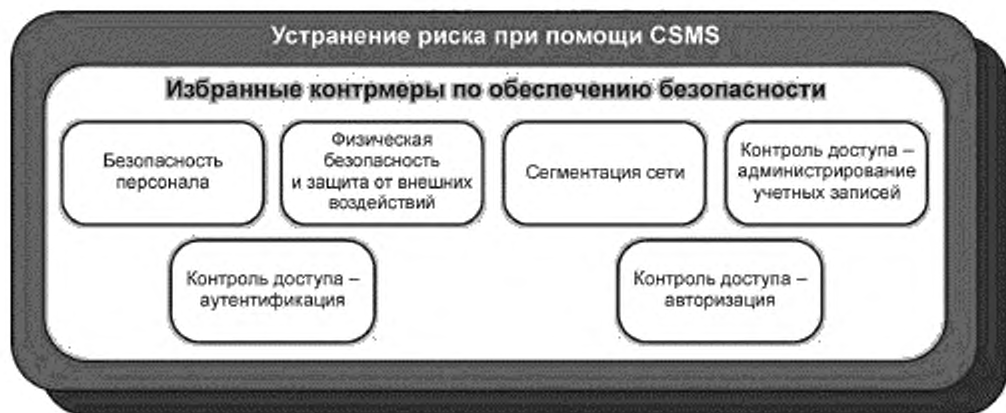 Устранение риска при помощи CSMS
Избранные контрмеры по обеспечению безопасности
Безопасность
персонала
Физическая
безопасность
и защита от внешних
воздействий
Сегментация сети
Контроль доступа –
администрирование
учетных записей
Контроль доступа –
аутентификация
Контроль доступа –
авторизация